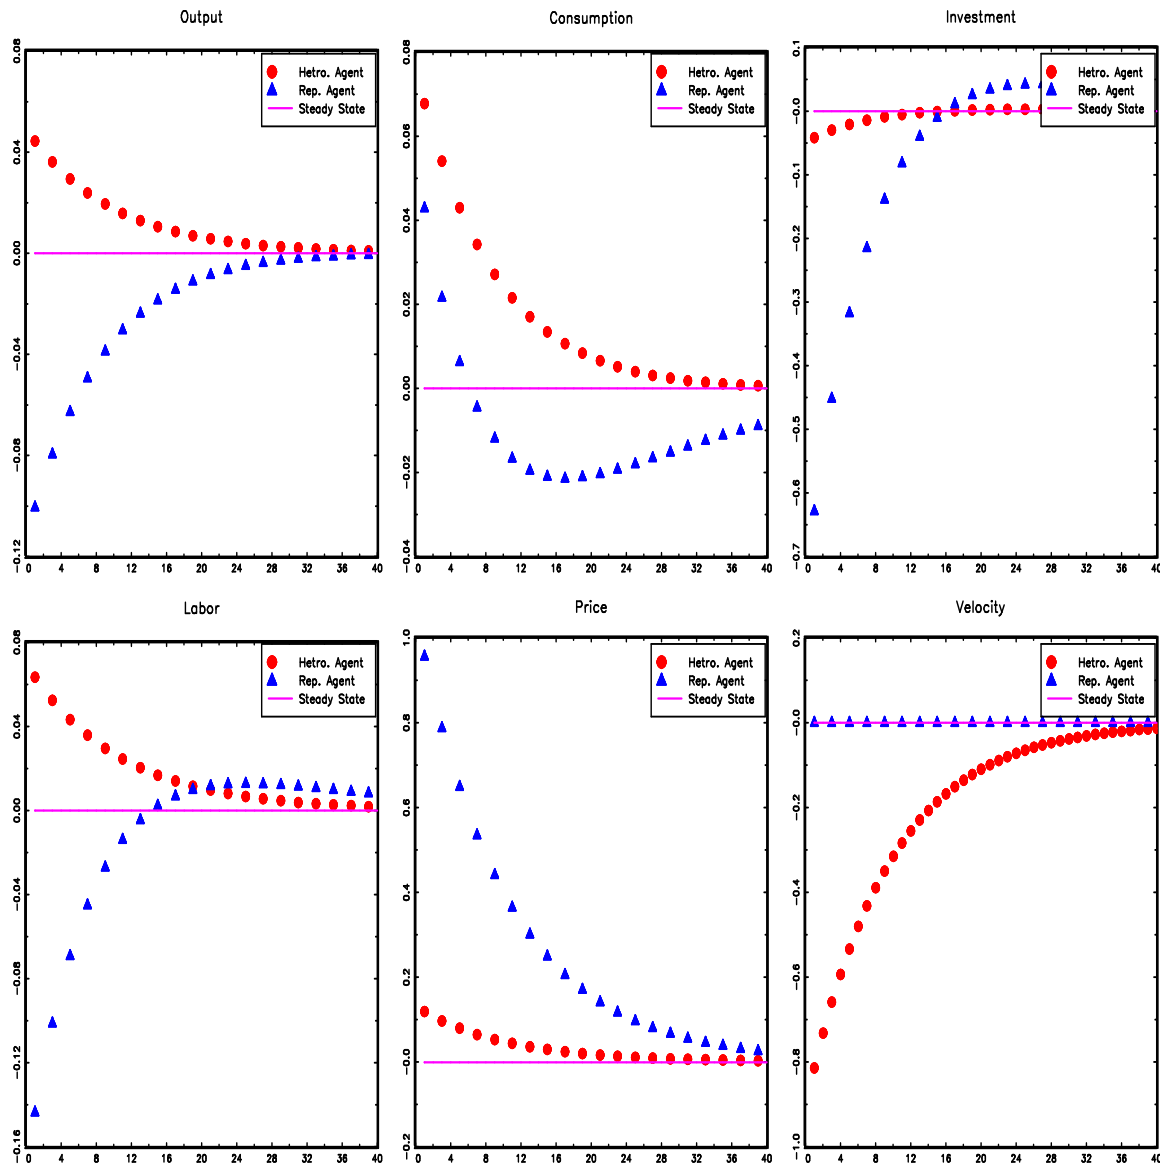 Output
0.08
0.04
0.00
-0.04
-0.08
-0.12
Hetro. Agent
Rep. Agent
Steady State
0 4 8 12 16 20 24 28 32 36 40
Consumption
0.08
0.06
0.04
0.02
0.00
-0.02
-0.04
Hetro. Agent
Rep. Agent
Steady State
0 4 8 12 16 20 24 28 32 36 40
Investment
0.1
-0.0
-0.1
-0.2
-0.3
-0.4
-0.5
-0.6
-0.7
Hetro. Agent
Rep. Agent
Steady State
0 4 8 12 16 20 24 28 32 36 40
Labor
0.08
0.04
0.00
-0.04
-0.08
-0.12
-0.16
Hetro. Agent
Rep. Agent
Steady State
0 4 8 12 16 20 24 28 32 36 40
Price
1.0
0.8
0.6
0.4
0.2
-0.0
-0.2
Hetro. Agent
Rep. Agent
Steady State
0 4 8 12 16 20 24 28 32 36 40
Velocity
0.2
-0.0
-0.2
-0.4
-0.6
-0.8
-1.0
Hetro. Agent
Rep. Agent
Steady State
0 4 8 12 16 20 24 28 32 36 40